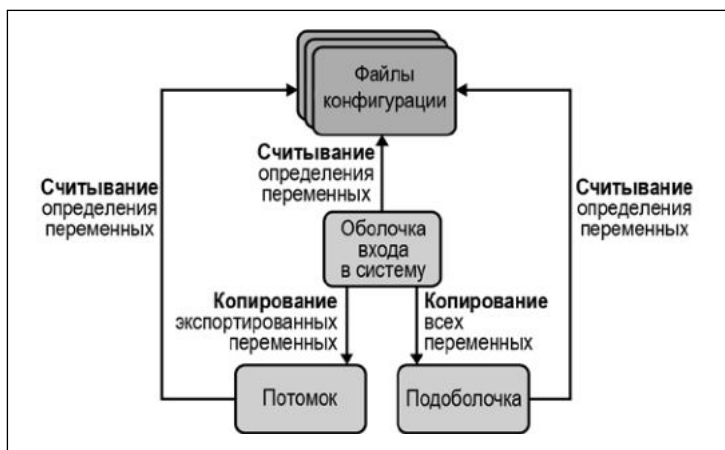 Файлы
конфигурации
Считывание
определения
переменных
Считывание
определения
переменных
Считывание
определения
переменных
Оболочка
входа
в систему
Копирование
экспортированных
переменных
Копирование
всех
переменных
Потомок
Подоболочка